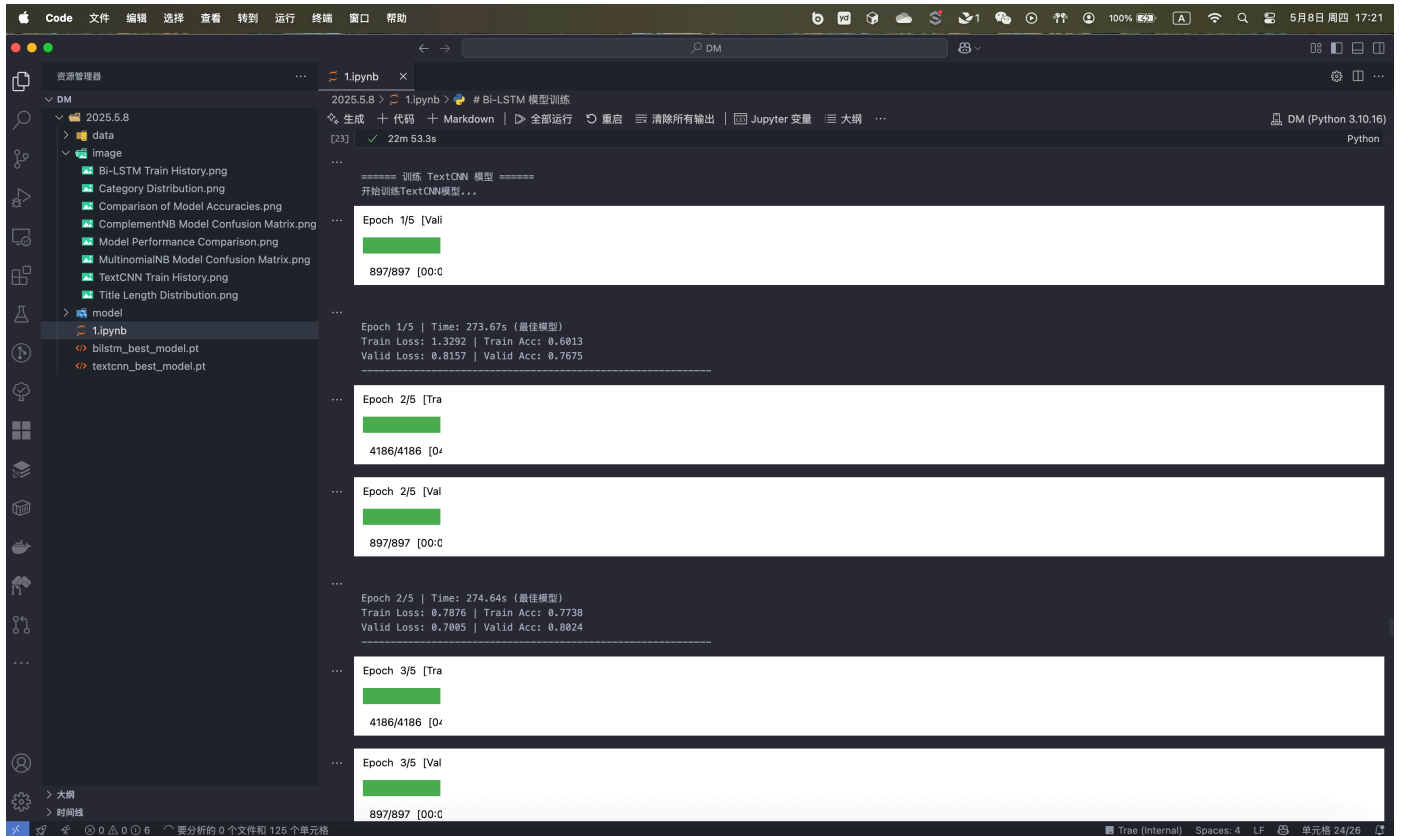 Code 文件 编辑 选择 查看 转到 运行 终端 窗口 帮助
yd 1 100% A 5月8日 周四 17:21
DM
资源管理器
1.ipynb
DM
2025.5.8
data
image
Bi-LSTM Train History.png
Category Distribution.png
Comparison of Model Accuracies.png
ComplementNB Model Confusion Matrix.png
Model Performance Comparison.png
MultinomialNB Model Confusion Matrix.png
TextCNN Train History.png
Title Length Distribution.png
model
1.ipynb
bilstm_best_model.pt
textcnn_best_model.pt
大纲
时间线
2025.5.8 > 1.ipynb > # Bi-LSTM 模型训练
生成 + 代码 + Markdown | 全部运行 重启 清除所有输出 | Jupyter 变量 大纲 ...
DM (Python 3.10.16)
[23] ✓ 22m 53.3s
Python
====== 训练 TextCNN 模型 ======
开始训练TextCNN模型...
Epoch 1/5 [Vali
897/897 [00:0
Epoch 1/5 | Time: 273.67s (最佳模型)
Train Loss: 1.3292 | Train Acc: 0.6013
Valid Loss: 0.8157 | Valid Acc: 0.7675
------------------------------------------------------------
Epoch 2/5 [Tra
4186/4186 [04
Epoch 2/5 [Val
897/897 [00:0
Epoch 2/5 | Time: 274.64s (最佳模型)
Train Loss: 0.7876 | Train Acc: 0.7738
Valid Loss: 0.7005 | Valid Acc: 0.8024
------------------------------------------------------------
Epoch 3/5 [Tra
4186/4186 [04
Epoch 3/5 [Val
897/897 [00:0
0 0 6 要分析的 0 个文件和 125 个单元格
Trae (Internal) Spaces: 4 LF 单元格 24/26